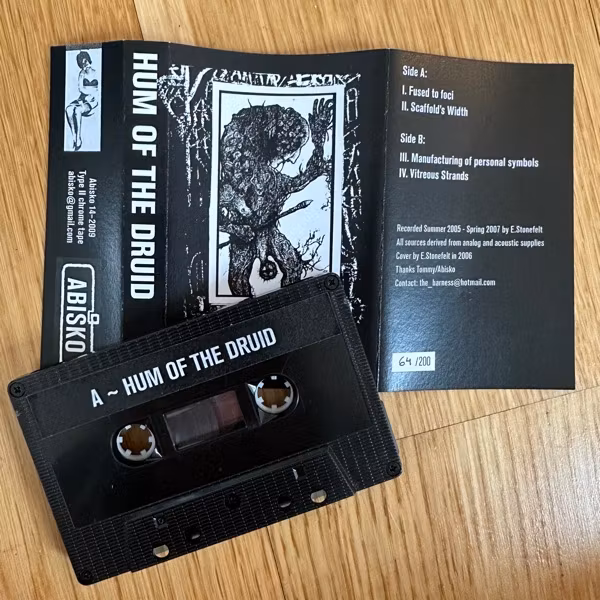 Abisko 14-2009
Type II chrome tape
abisko@gmail.com
ABISKO
HUM OF THE DRUID
Side A:
I. Fused to foci
II. Scaffold's Width
Side B:
III. Manufacturing of personal symbols
IV. Vitreous Strands
Recorded Summer 2005 - Spring 2007 by E.Stonefelt
All sources derived from analog and acoustic supplies
Cover by E.Stonefelt in 2006
Thanks Tommy/Abisko
Contact: the_harness@hotmail.com
64/200
A ~ HUM OF THE DRUID